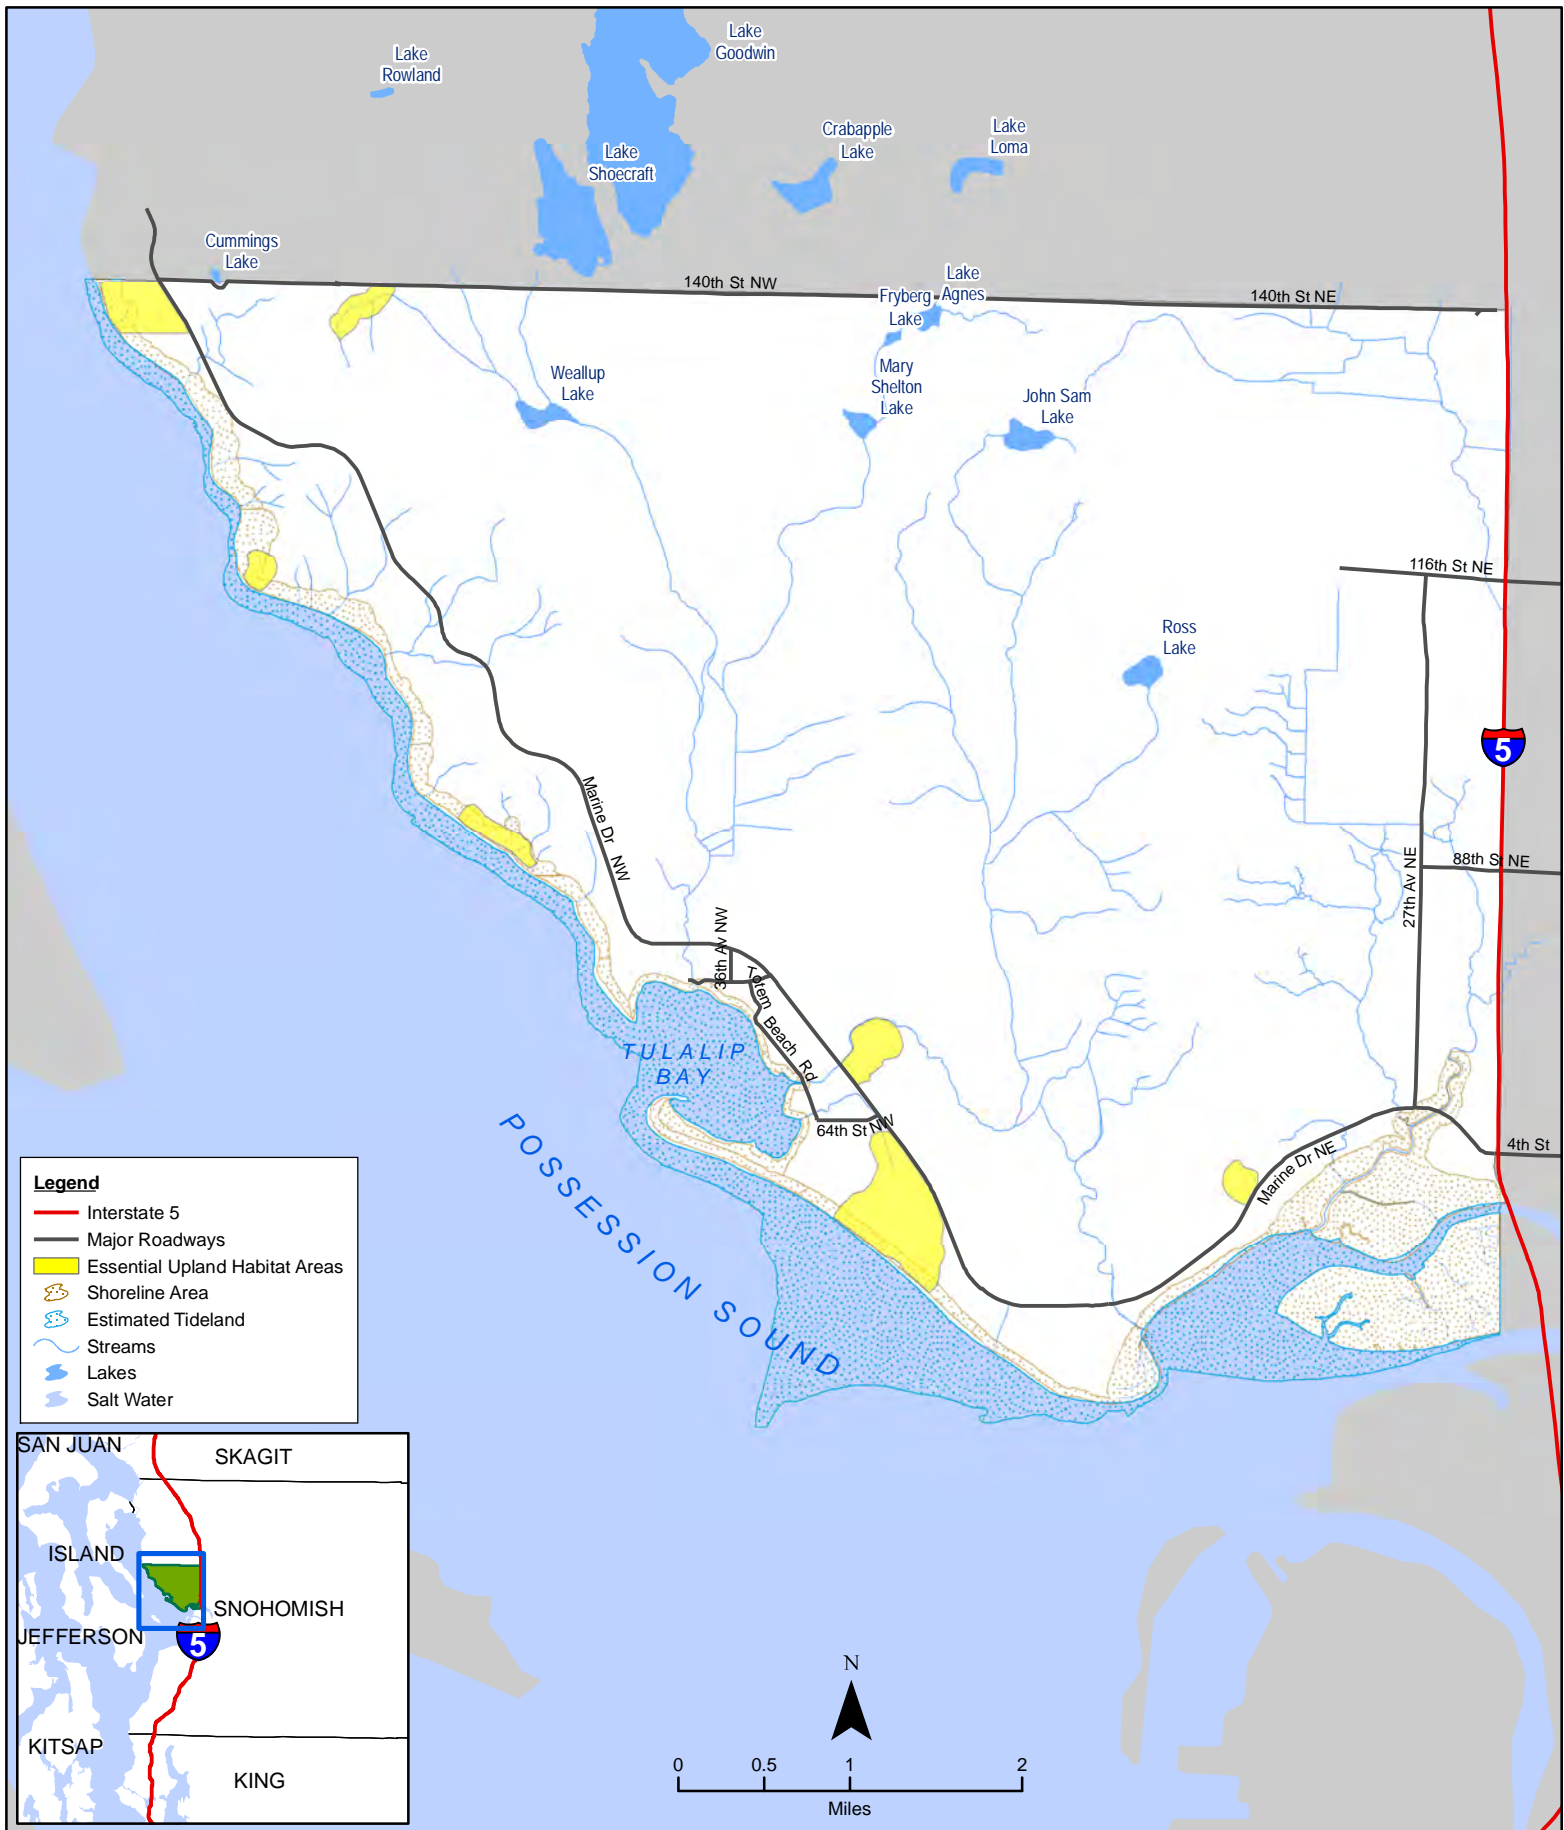 Lake
Goodwin
Lake
Rowland
Crabapple
Lake
Lake
Loma
Lake
Shoecraft
Cummings
Lake
140th St NW
Lake
Agnes
Fryberg
Lake
140th St NE
Mary
Shelton
Lake
Weallup
Lake
John Sam
Lake
116th St NE
Ross
Lake
5
Marine Dr NW
88th St NE
27th Av NE
36th Av NW
Totem Beach Rd
TULALIP
BAY
64th St NW
4th St
Marine Dr NE
POSSESSION SOUND
Legend
Interstate 5
Major Roadways
Essential Upland Habitat Areas
Shoreline Area
Estimated Tideland
Streams
Lakes
Salt Water
SAN JUAN
SKAGIT
ISLAND
SNOHOMISH
JEFFERSON
5
KITSAP
KING
N
0 0.5 1 2
Miles